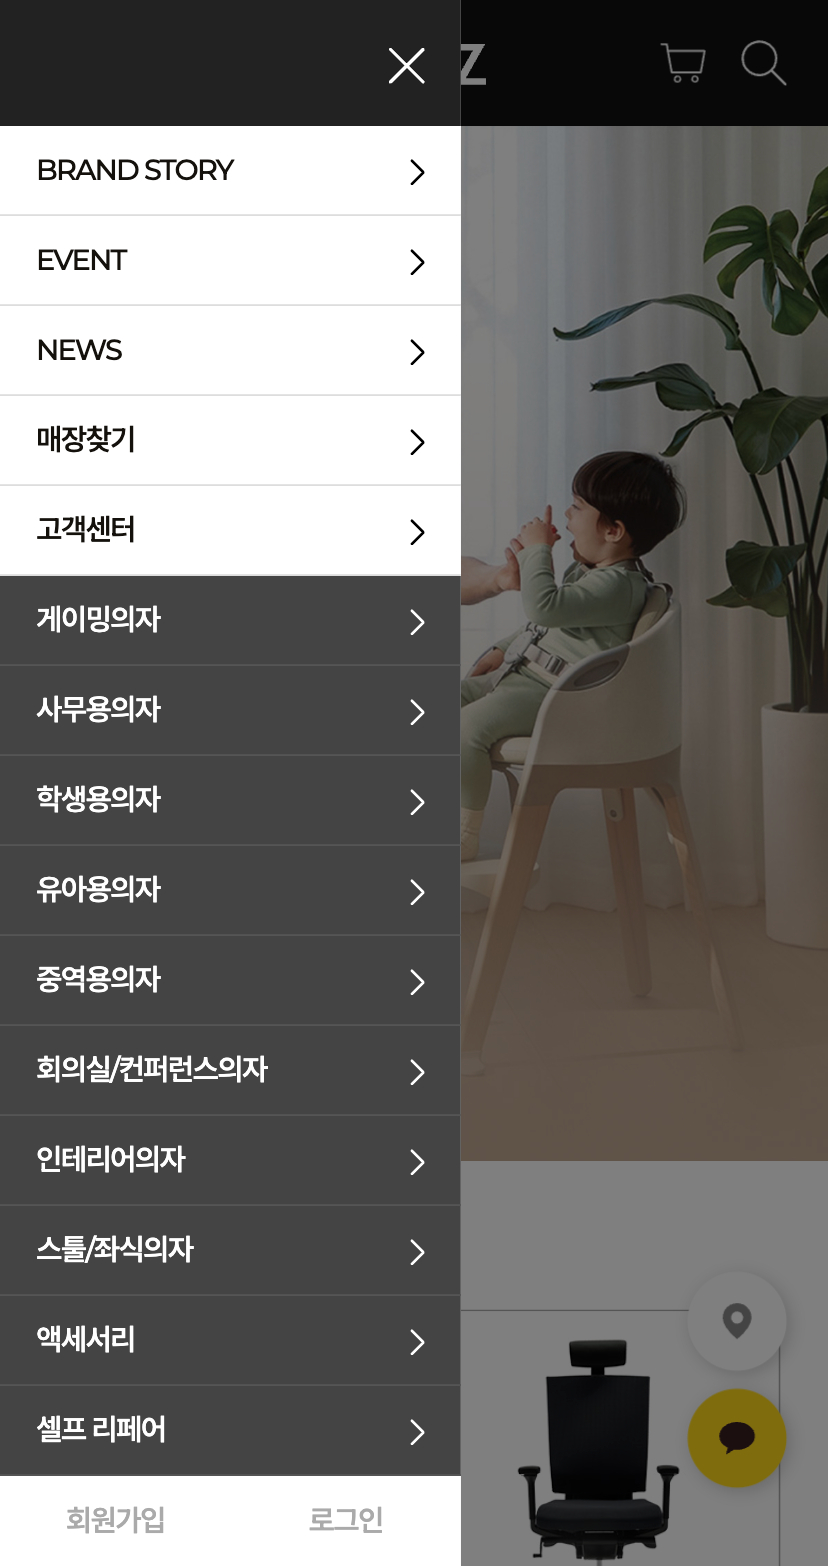 BRAND STORY
EVENT
NEWS
매장찾기
고객센터
게이밍의자
사무용의자
학생용의자
유아용의자
중역용의자
회의실/컨퍼런스의자
인테리어의자
스툴/좌식의자
액세서리
셀프 리페어
회원가입 로그인